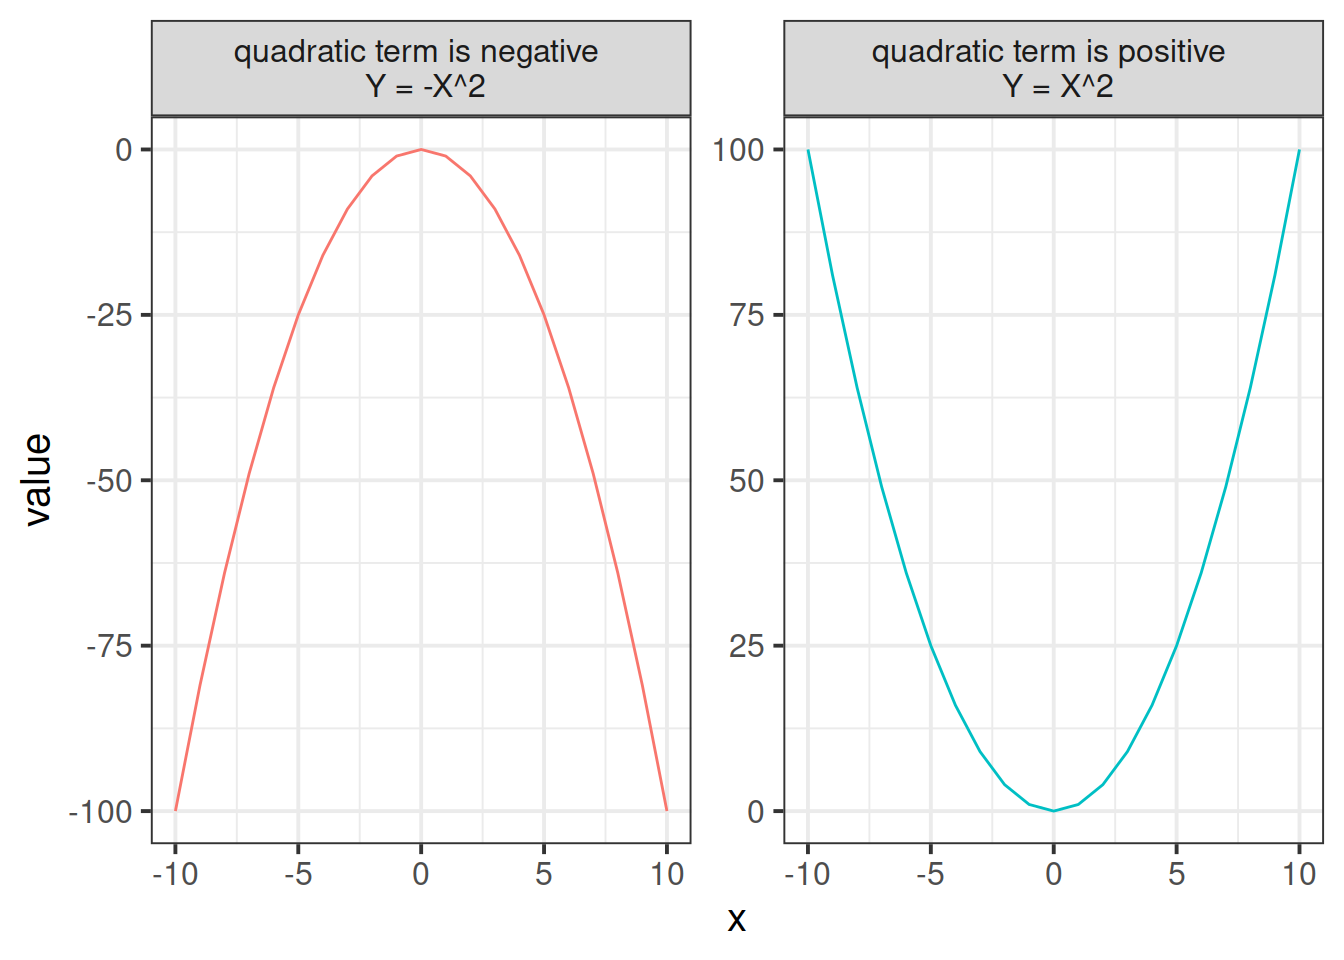 quadratic term is negative
Y = -X^2
quadratic term is positive
Y = X^2
value
0
-25
-50
-75
-100
-10 -5 0 5 10
100
75
50
25
0
-10 -5 0 5 10
x